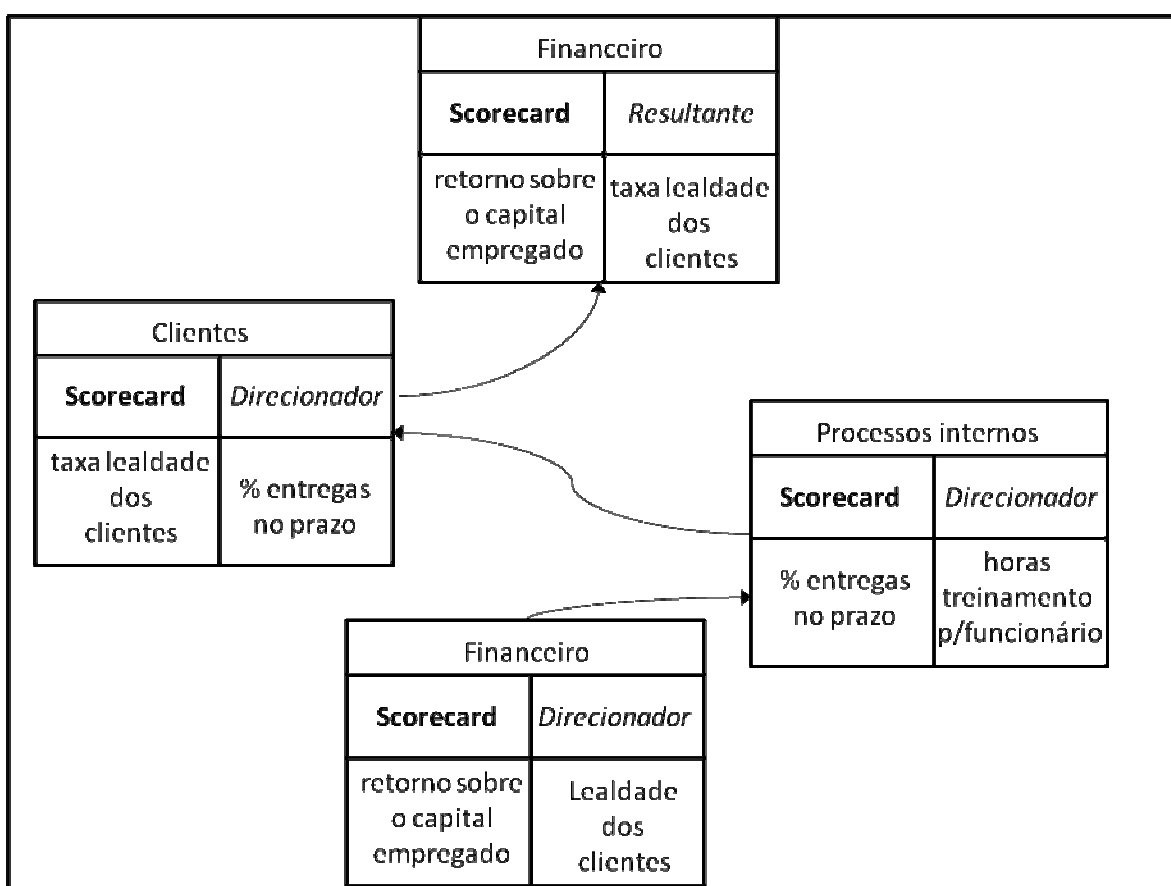 Financeiro
Scorecard Resultante
retorno sobre
o capital
empregado
taxa lealdade
dos
clientes
Clientes
Scorecard Direcionador
taxa lealdade
dos
clientes
% entregas
no prazo
Processos internos
Scorecard Direcionador
% entregas
no prazo
horas
treinamento
p/funcionário
Financeiro
Scorecard Direcionador
retorno sobre
o capital
empregado
Lealdade
dos
clientes